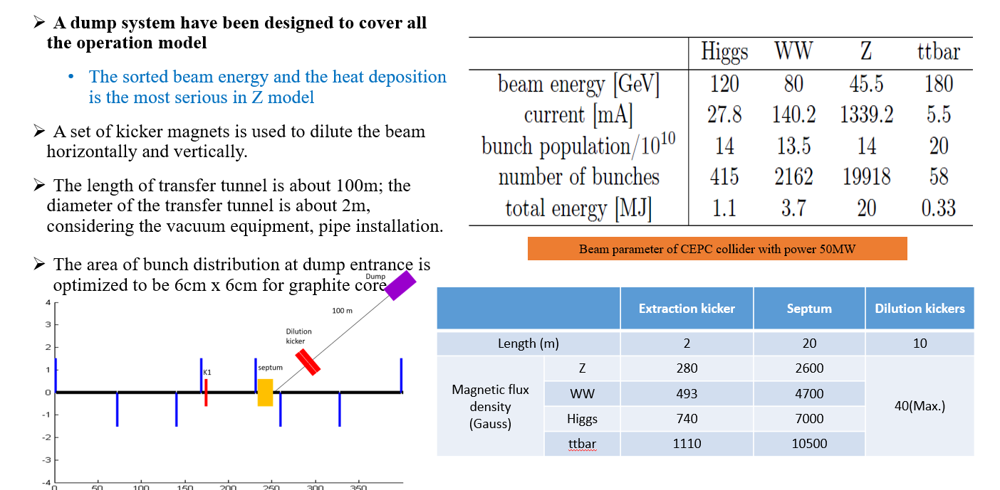 ➢ A dump system have been designed to cover all
the operation model
• The sorted beam energy and the heat deposition
is the most serious in Z model
➢ A set of kicker magnets is used to dilute the beam
horizontally and vertically.
➢ The length of transfer tunnel is about 100m; the
diameter of the transfer tunnel is about 2m,
considering the vacuum equipment, pipe installation.
➢ The area of bunch distribution at dump entrance is
optimized to be 6cm x 6cm for graphite core
Dump
100 m
Dilution
kicker
K1
septum
4
3
2
1
0
-1
-2
-3
-4
0 50 100 150 200 250 300 350
Higgs WW Z ttbar
beam energy [GeV] 120 80 45.5 180
current [mA] 27.8 140.2 1339.2 5.5
bunch population/10^10 14 13.5 14 20
number of bunches 415 2162 19918 58
total energy [MJ] 1.1 3.7 20 0.33
Beam parameter of CEPC collider with power 50MW
Extraction kicker Septum Dilution kickers
Length (m) 2 20 10
Magnetic flux
density
(Gauss)
Z 280 2600
WW 493 4700
40(Max.)
Higgs 740 7000
ttbar 1110 10500